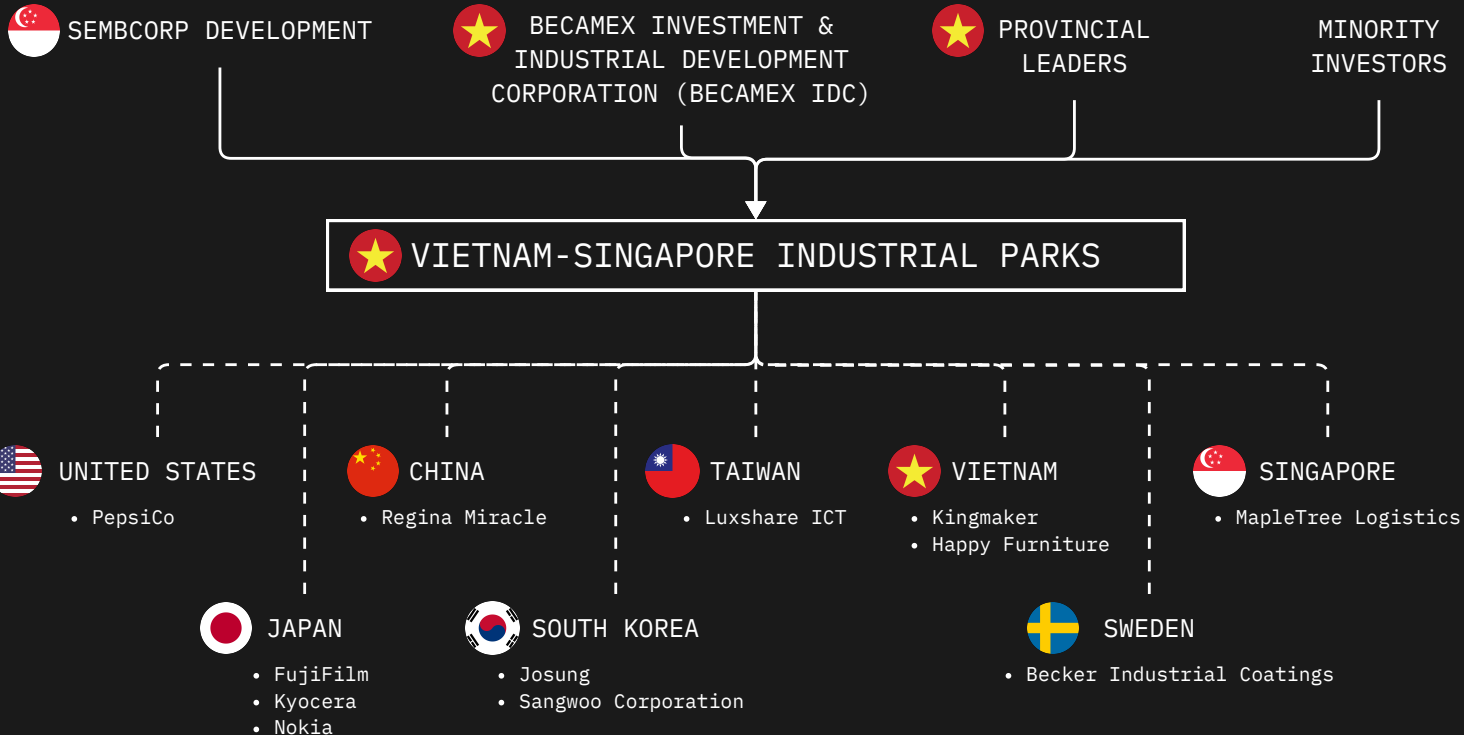 SEMBCORP DEVELOPMENT
BECAMEX INVESTMENT &
INDUSTRIAL DEVELOPMENT
CORPORATION (BECAMEX IDC)
PROVINCIAL
LEADERS
MINORITY
INVESTORS
VIETNAM-SINGAPORE INDUSTRIAL PARKS
UNITED STATES
• PepsiCo
CHINA
• Regina Miracle
TAIWAN
• Luxshare ICT
VIETNAM
• Kingmaker
• Happy Furniture
SINGAPORE
• MapleTree Logistics
JAPAN
• FujiFilm
• Kyocera
• Nokia
SOUTH KOREA
• Josung
• Sangwoo Corporation
SWEDEN
• Becker Industrial Coatings